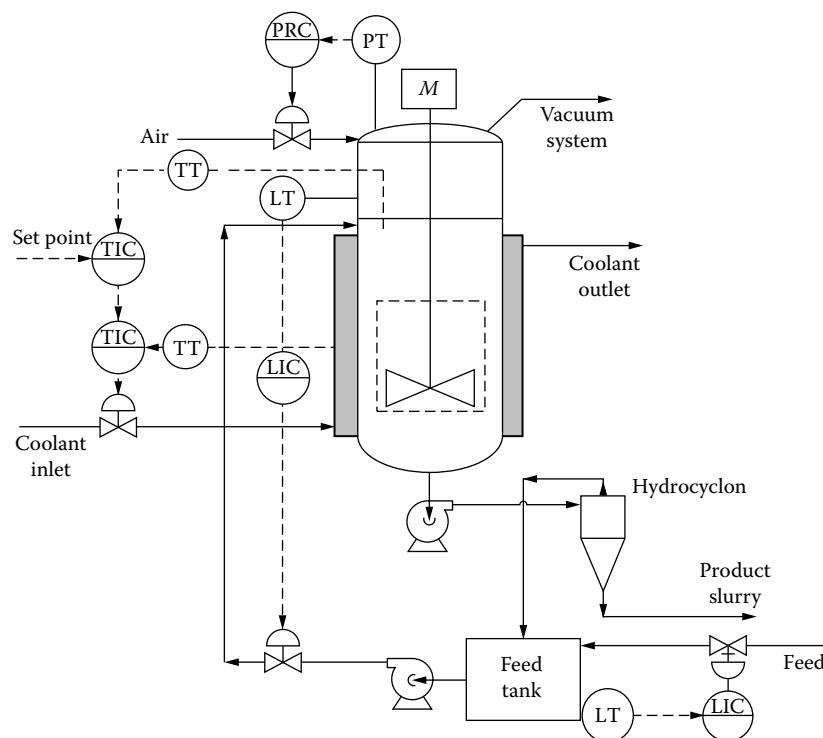 PRC
PT
M
Vacuum
system
Air
TT
LT
Set point
TIC
Coolant
outlet
TIC
TT
LIC
Coolant
inlet
Hydrocyclon
Product
slurry
Feed
tank
Feed
LT
LIC